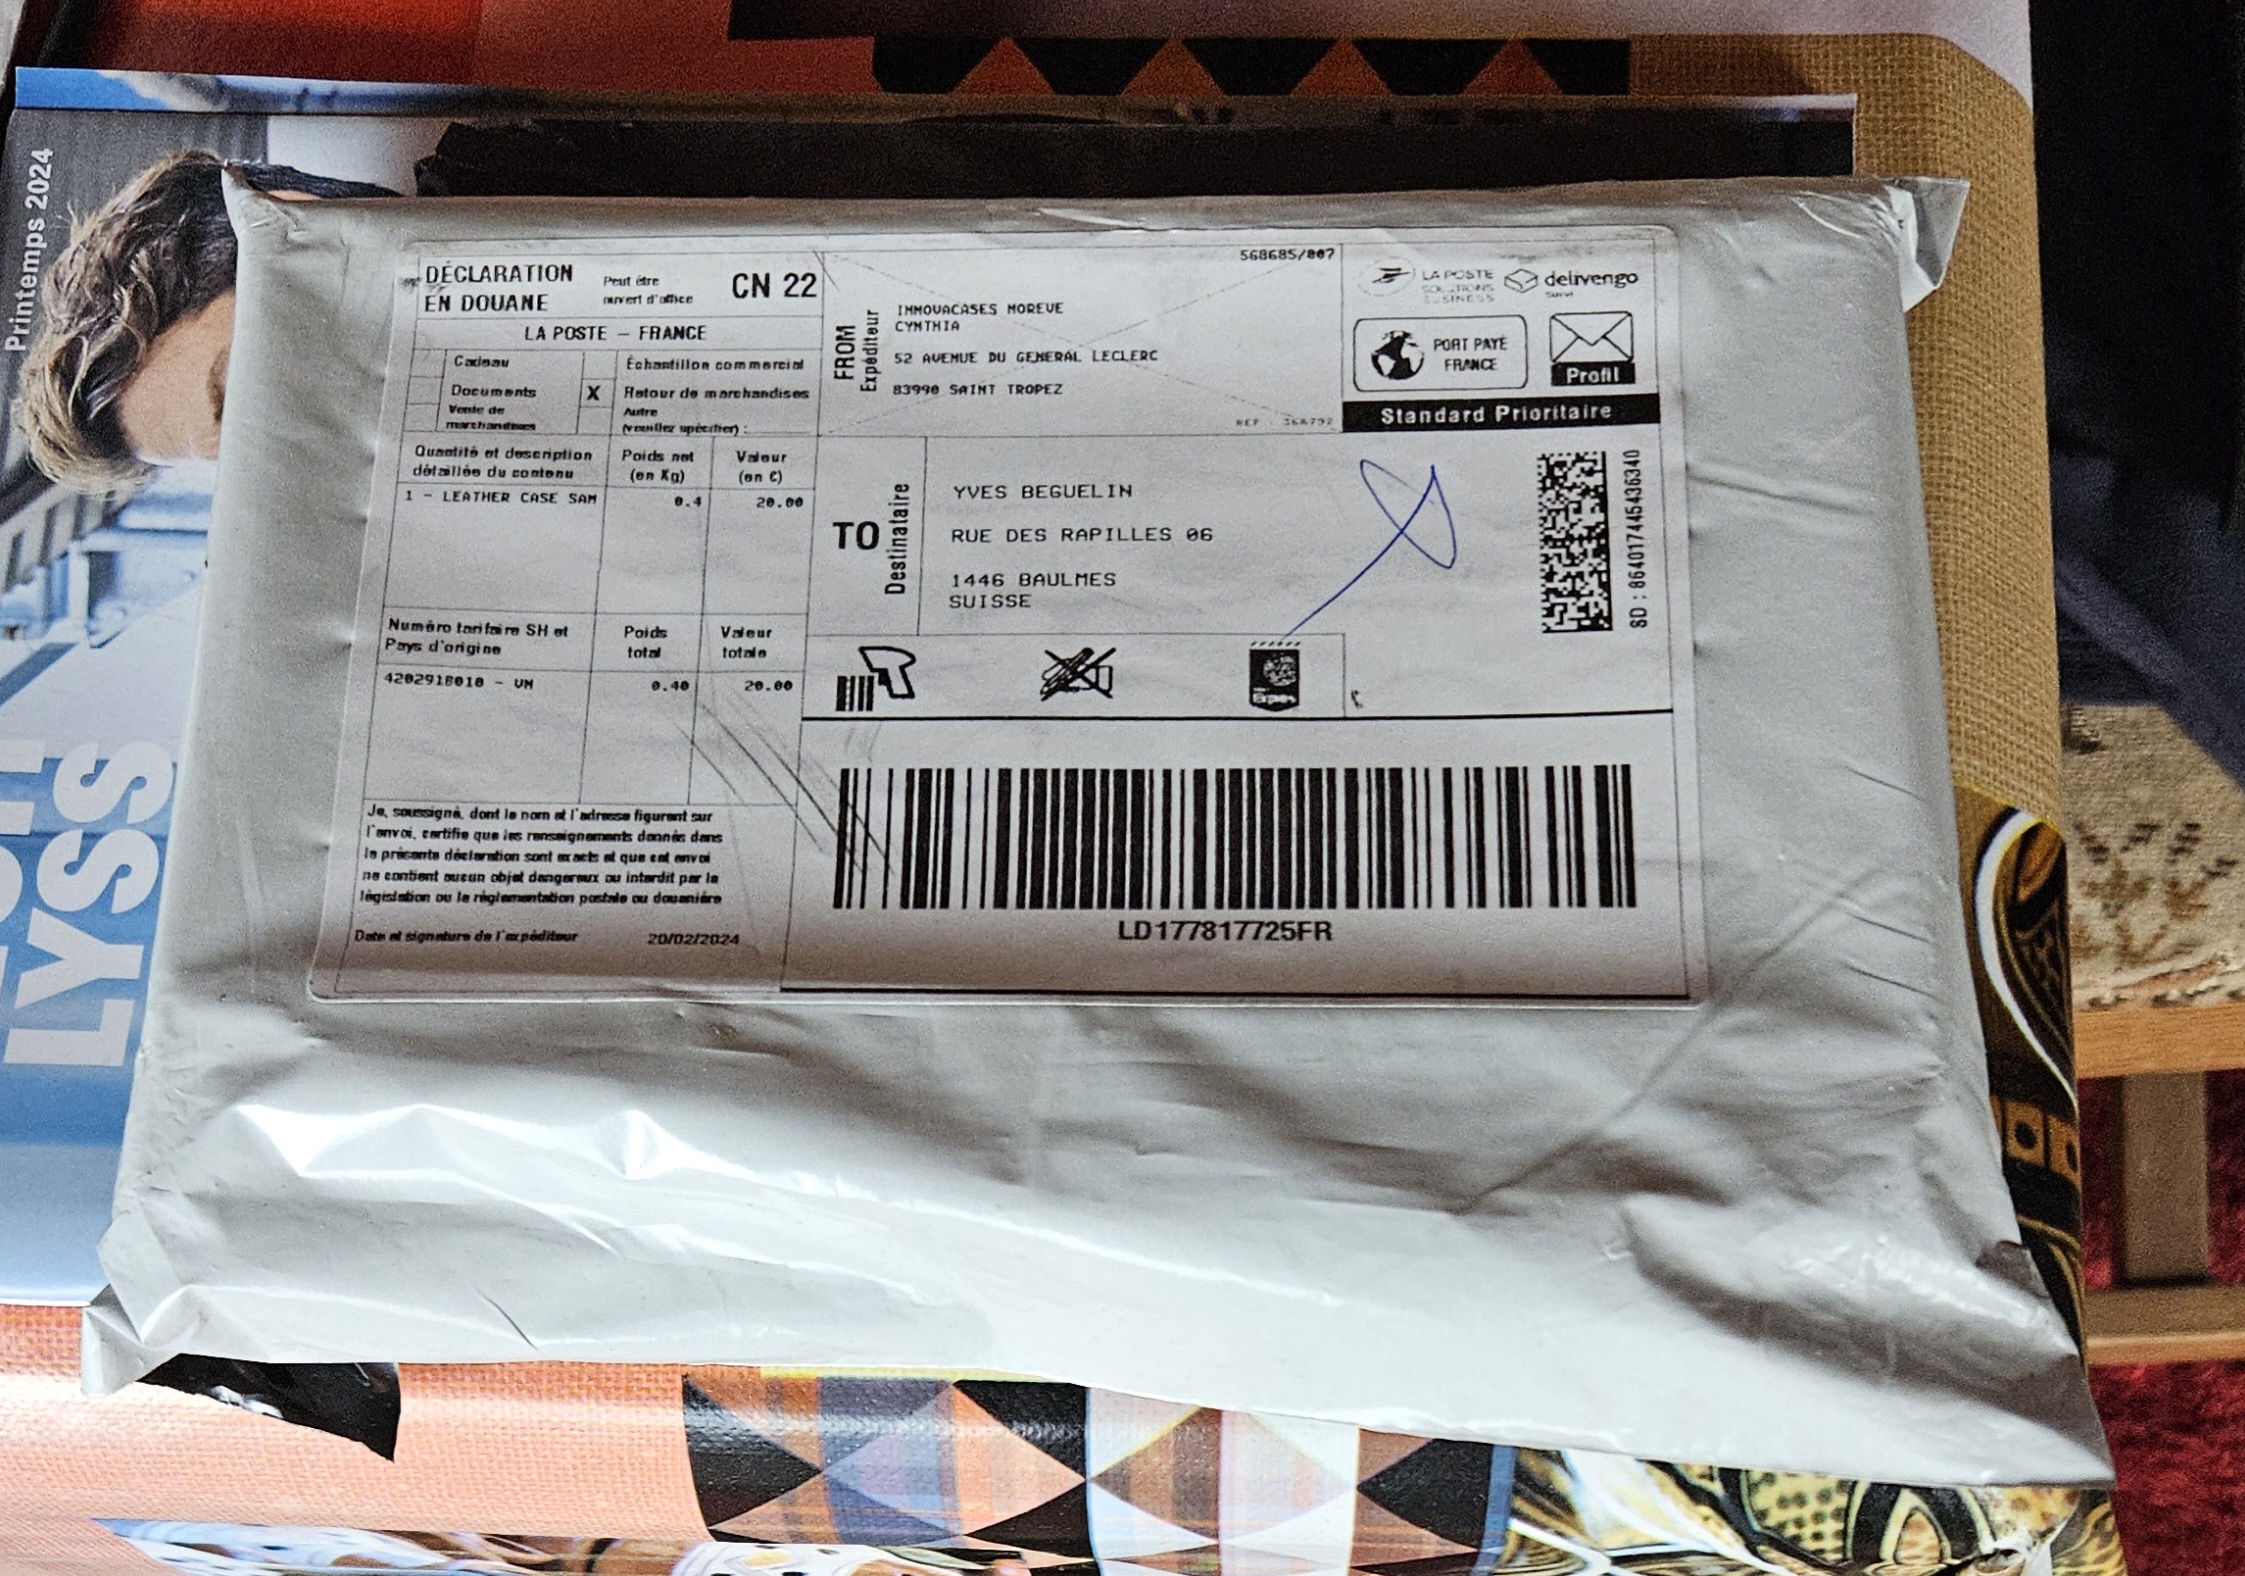 Printemps 2024
LYSS
DÉCLARATION
EN DOUANE
Peut être
ouvert d'office
CN 22
LA POSTE – FRANCE
Cadeau
Échantillon commercial
Documents
X
Retour de marchandises
Vente de
marchandises
Autre
(veuillez spécifier) :
Quantité et description
détaillée du contenu
Poids net
(en Kg)
Valeur
(en €)
1 - LEATHER CASE SAM
0.4
20.00
Numéro tarifaire SH et
Pays d'origine
Poids
total
Valeur
totale
4202918010 - VN
0.40
20.00
Je, soussigné, dont le nom et l'adresse figurent sur
l'envoi, certifie que les renseignements donnés dans
la présente déclaration sont exacts et que cet envoi
ne contient aucun objet dangereux ou interdit par la
législation ou la réglementation postale ou douanière
Date et signature de l'expéditeur
20/02/2024
568685/007
FROM
Expéditeur
INNOVACASES MOREVE
CYNTHIA
52 AVENUE DU GENERAL LECLERC
83990 SAINT TROPEZ
REF
LA POSTE
SOLUTIONS
BUSINESS
delivengo
suivi
PORT PAYÉ
FRANCE
Profil
Standard Prioritaire
TO
Destinataire
YVES BEGUELIN
RUE DES RAPILLES 06
1446 BAULMES
SUISSE
SD : 8640174454436340
LD177817725FR